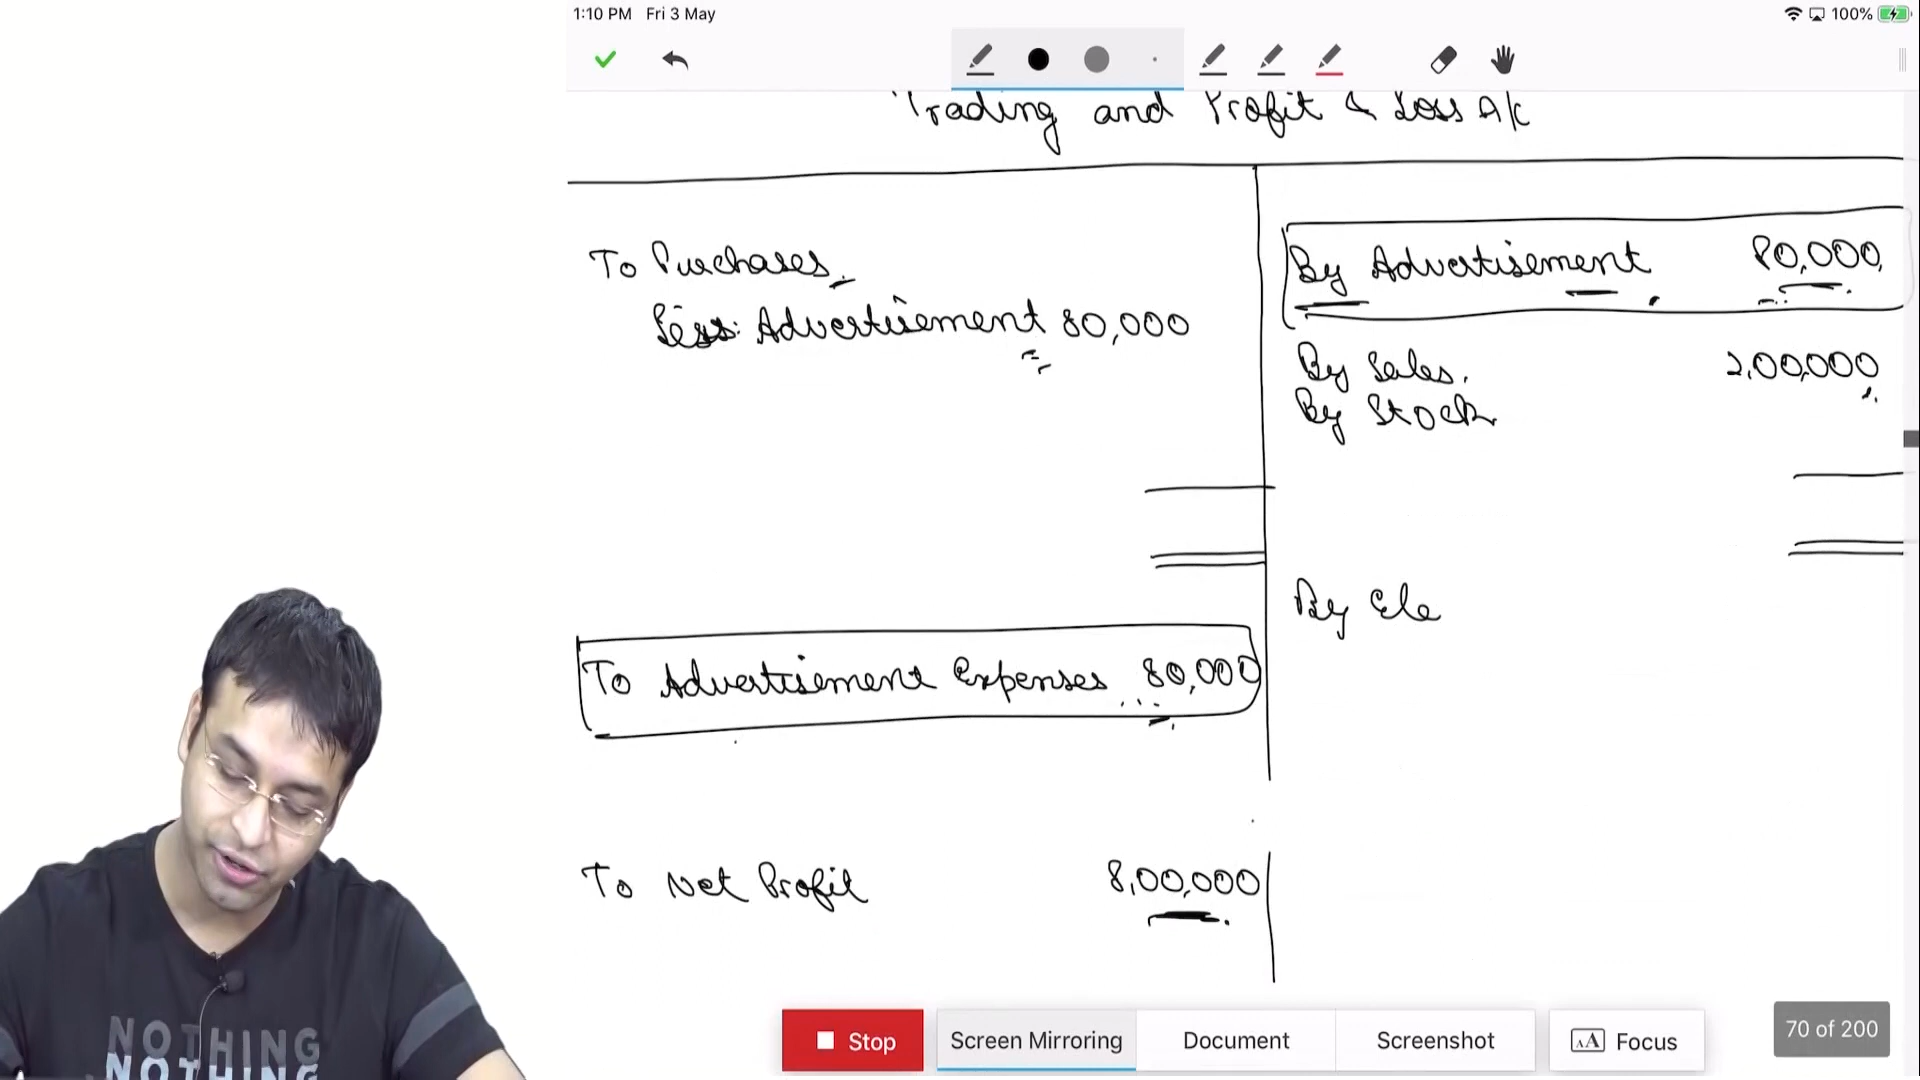 1:10 PM Fri 3 May 100%
Trading and Profit & Loss A/c
To Purchases.
Less: Advertisement 80,000
By Advertisement 80,000
By Sales. 2,00,000
By Stock
By Ele
To Advertisement Expenses 80,000
To Net Profit 8,00,000
NOTHING
NOTHING
Stop
Screen Mirroring
Document
Screenshot
AA Focus
70 of 200